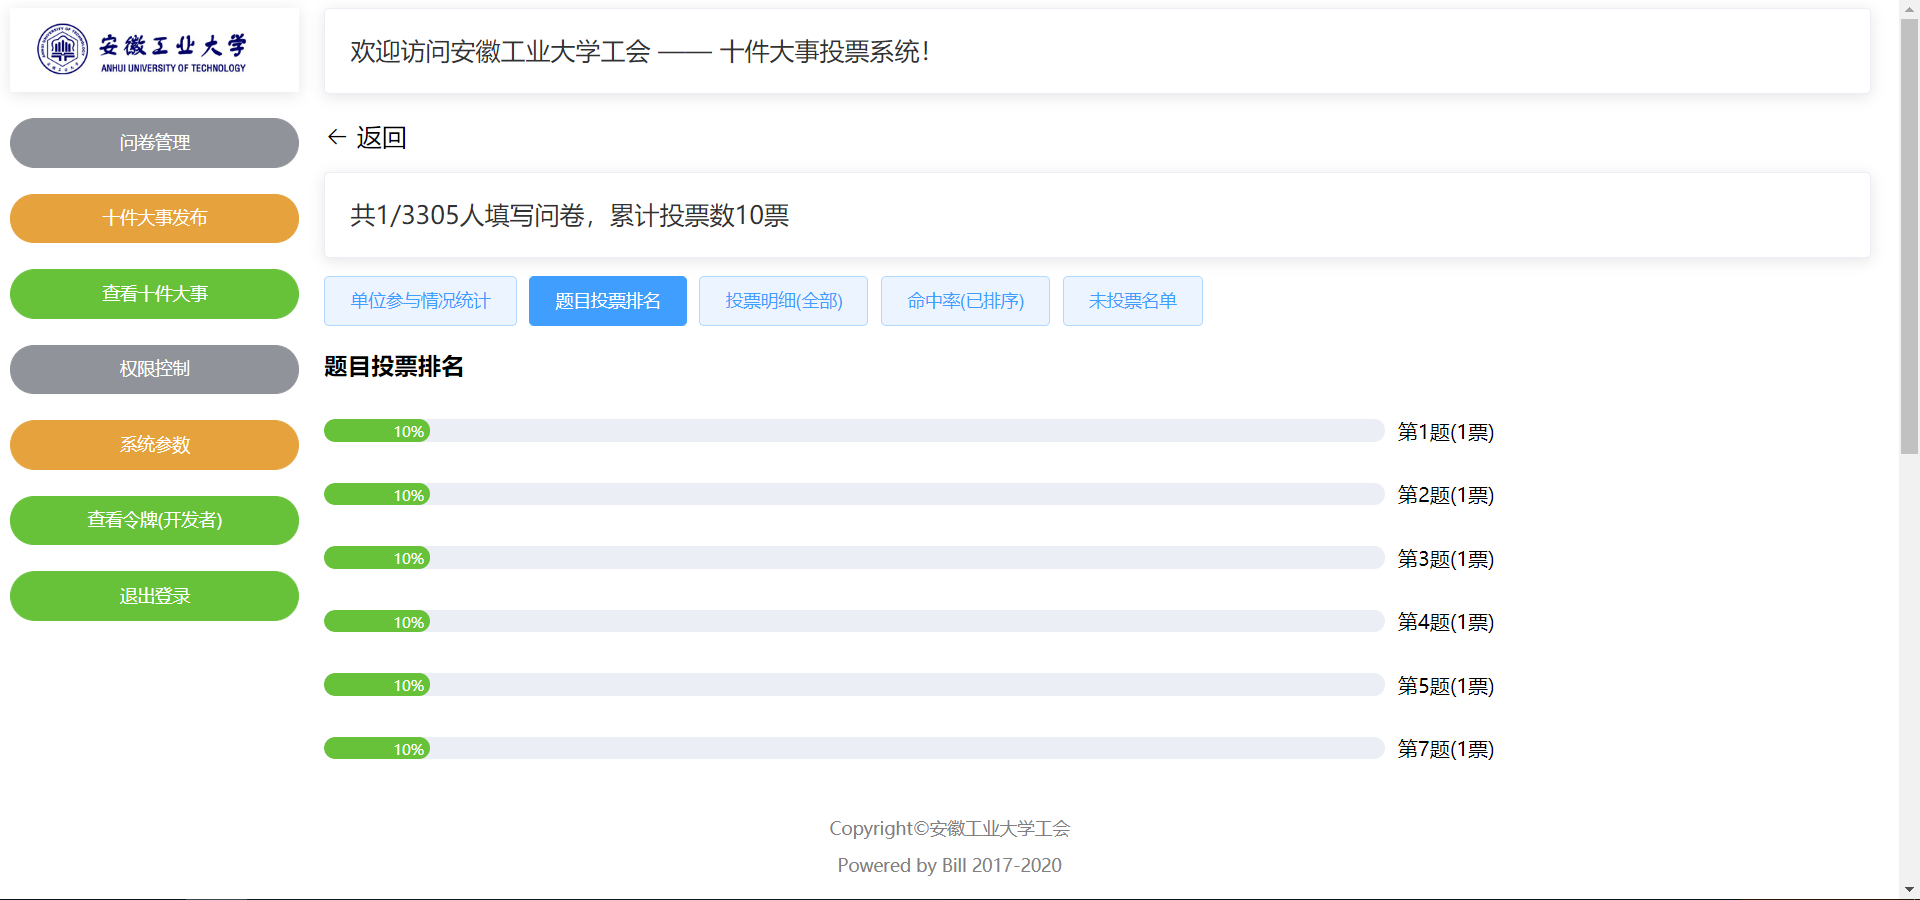 安徽工业大学
ANHUI UNIVERSITY OF TECHNOLOGY
问卷管理
十件大事发布
查看十件大事
权限控制
系统参数
查看令牌(开发者)
退出登录
欢迎访问安徽工业大学工会 —— 十件大事投票系统！
← 返回
共1/3305人填写问卷，累计投票数10票
单位参与情况统计
题目投票排名
投票明细(全部)
命中率(已排序)
未投票名单
题目投票排名
10% 第1题(1票)
10% 第2题(1票)
10% 第3题(1票)
10% 第4题(1票)
10% 第5题(1票)
10% 第7题(1票)
Copyright©安徽工业大学工会
Powered by Bill 2017-2020